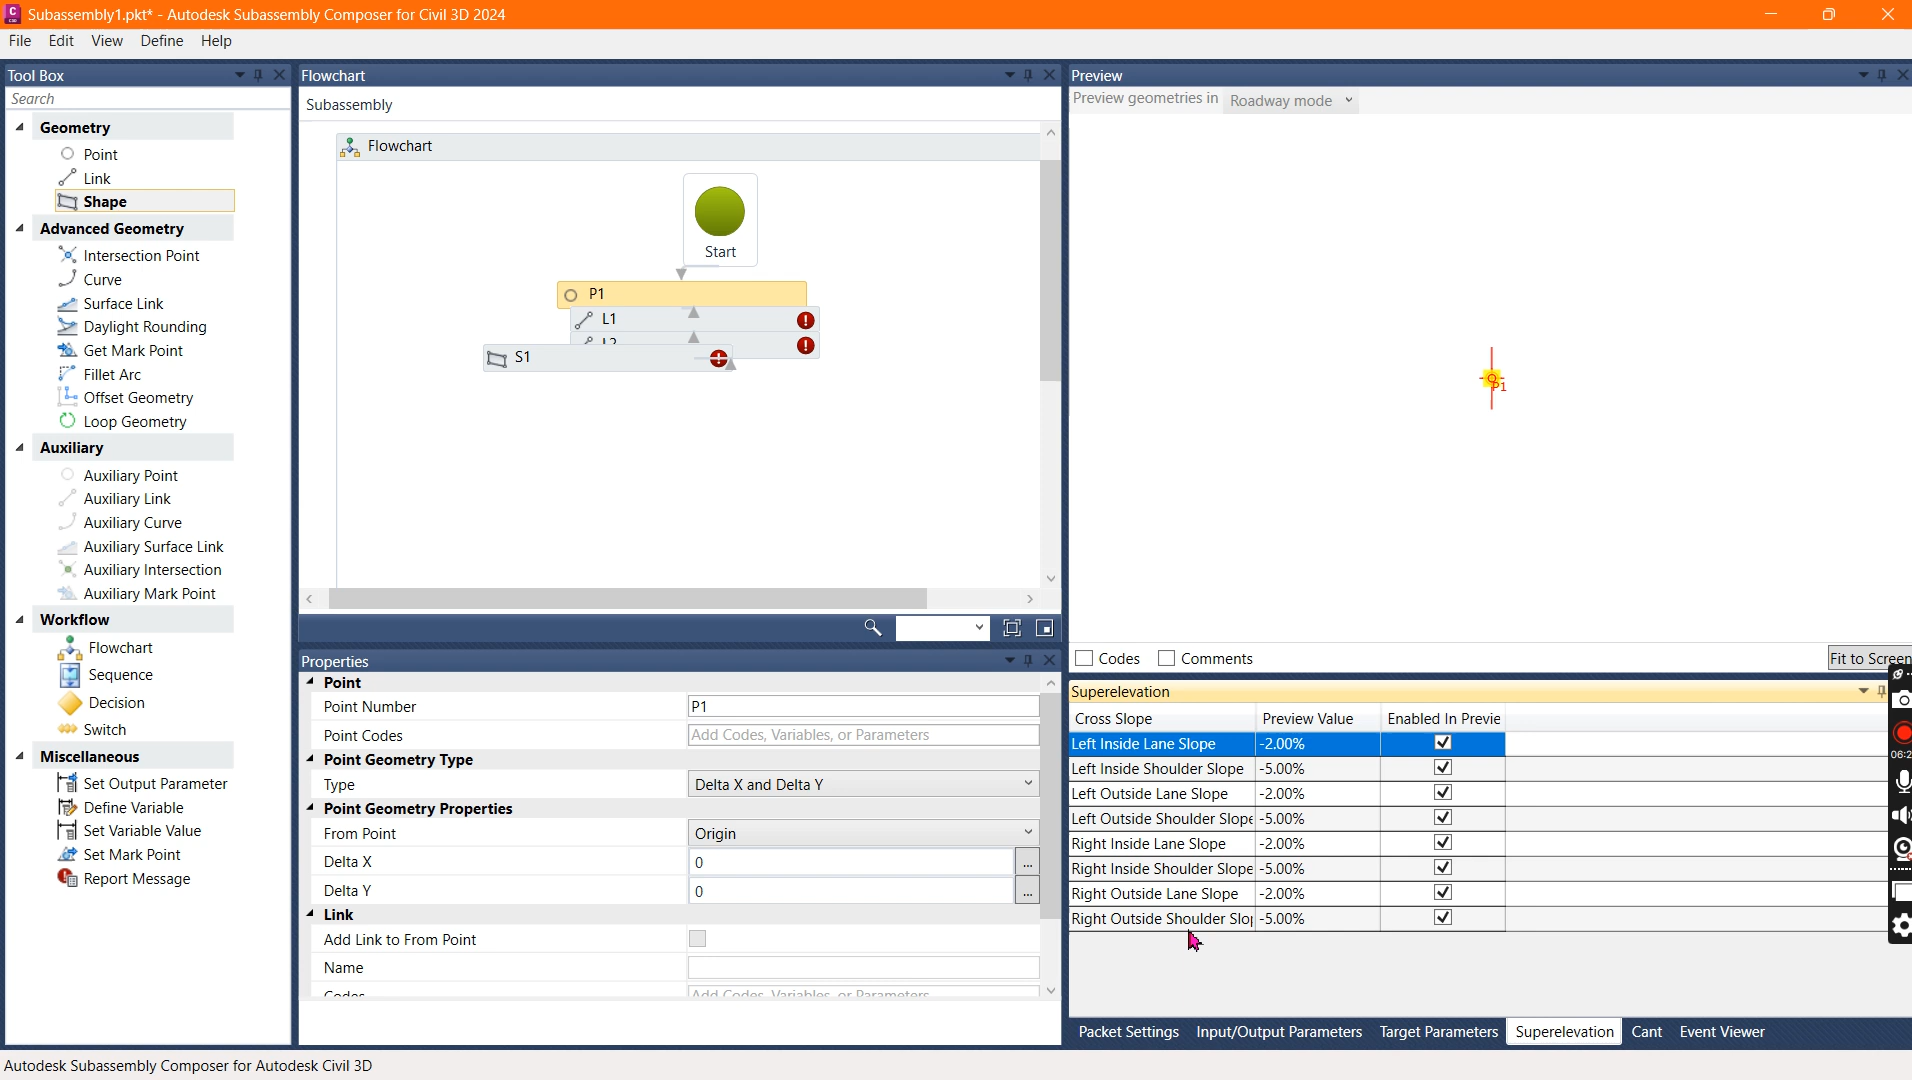 Subassembly1.pkt* - Autodesk Subassembly Composer for Civil 3D 2024
File Edit View Define Help
Tool Box
Search
Geometry
Point
Link
Shape
Advanced Geometry
Intersection Point
Curve
Surface Link
Daylight Rounding
Get Mark Point
Fillet Arc
Offset Geometry
Loop Geometry
Auxiliary
Auxiliary Point
Auxiliary Link
Auxiliary Curve
Auxiliary Surface Link
Auxiliary Intersection
Auxiliary Mark Point
Workflow
Flowchart
Sequence
Decision
Switch
Miscellaneous
Set Output Parameter
Define Variable
Set Variable Value
Set Mark Point
Report Message
Flowchart
Subassembly
Flowchart
Start
P1
L1
L2
S1
Properties
Point
Point Number P1
Point Codes Add Codes, Variables, or Parameters
Point Geometry Type
Type Delta X and Delta Y
Point Geometry Properties
From Point Origin
Delta X 0 ...
Delta Y 0 ...
Link
Add Link to From Point
Name
Codes Add Codes, Variables, or Parameters
Preview
Preview geometries in Roadway mode
P1
Codes Comments Fit to Screen
Superelevation
Cross Slope Preview Value Enabled In Previe
Left Inside Lane Slope -2.00%
Left Inside Shoulder Slope -5.00%
Left Outside Lane Slope -2.00%
Left Outside Shoulder Slope -5.00%
Right Inside Lane Slope -2.00%
Right Inside Shoulder Slope -5.00%
Right Outside Lane Slope -2.00%
Right Outside Shoulder Slo -5.00%
06:2
Packet Settings Input/Output Parameters Target Parameters Superelevation Cant Event Viewer
Autodesk Subassembly Composer for Autodesk Civil 3D